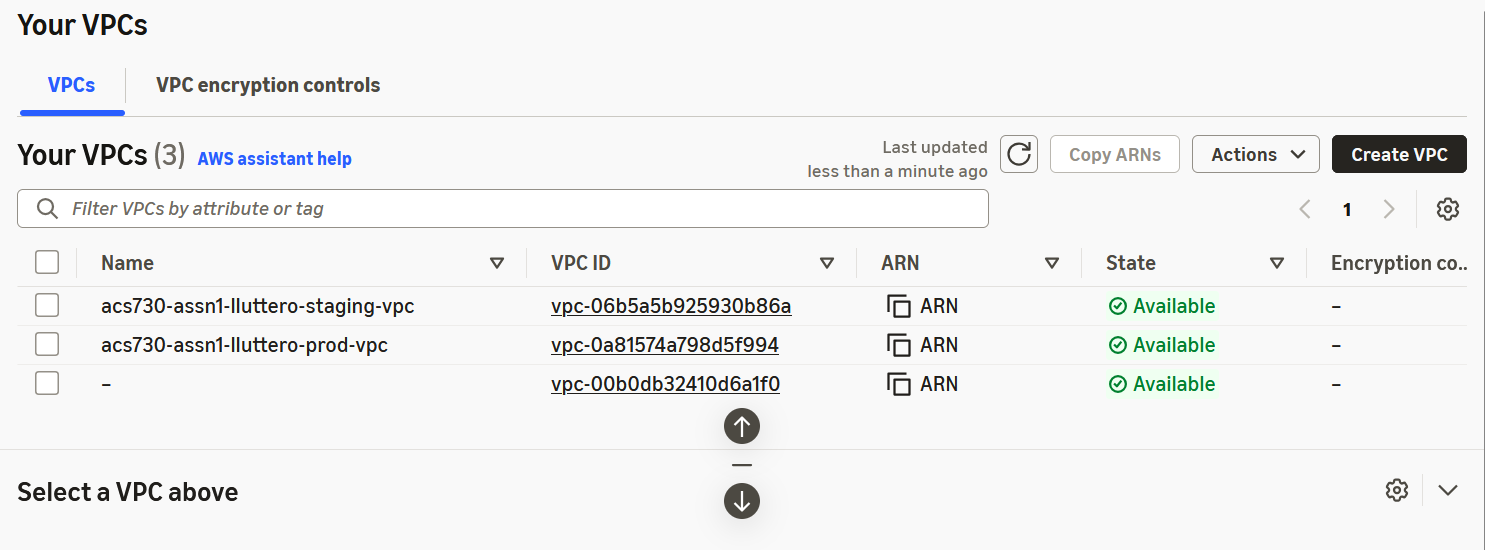 Your VPCs
VPCs
VPC encryption controls
Your VPCs (3) AWS assistant help
Last updated
less than a minute ago
Copy ARNs
Actions
Create VPC
Filter VPCs by attribute or tag
1
Name VPC ID ARN State Encryption co..
acs730-assn1-lluttero-staging-vpc vpc-06b5a5b925930b86a ARN Available –
acs730-assn1-lluttero-prod-vpc vpc-0a81574a798d5f994 ARN Available –
– vpc-00b0db32410d6a1f0 ARN Available –
Select a VPC above